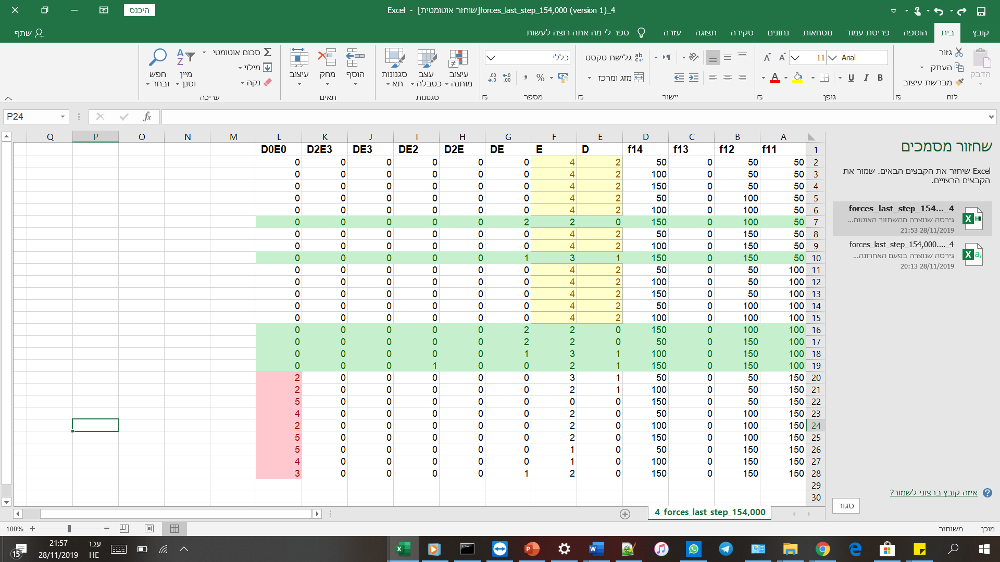 היכנס
Excel - [שוחזר אוטומטית]forces_last_step_154,000 (version 1)_4
קובץ
בית
הוספה
פריסת עמוד
נוסחאות
נתונים
סקירה
תצוגה
עזרה
ספר לי מה אתה רוצה לעשות
שתף
הדבק
גזור
העתק
מברשת עיצוב
לוח
Arial
11
B I U
גופן
גלישת טקסט
מזג ומרכז
יישור
כללי
%
מספר
עיצוב מותנה
עצב כטבלה
סגנונות תא
סגנונות
הוסף
מחק
עיצוב
תאים
סכום אוטומטי
מילוי
נקה
מיין וסנן
חפש ובחר
עריכה
P24
fx
Q P O N M L K J I H G F E D C B A
D0E0 D2E3 DE3 DE2 D2E DE E D f14 f13 f12 f11 1
0 0 0 0 0 0 4 2 50 0 50 50 2
0 0 0 0 0 0 4 2 100 0 50 50 3
0 0 0 0 0 0 4 2 150 0 50 50 4
0 0 0 0 0 0 4 2 50 0 100 50 5
0 0 0 0 0 0 4 2 100 0 100 50 6
0 0 0 0 0 2 2 0 150 0 100 50 7
0 0 0 0 0 0 4 2 50 0 150 50 8
0 0 0 0 0 0 4 2 100 0 150 50 9
0 0 0 0 0 1 3 1 150 0 150 50 10
0 0 0 0 0 0 4 2 50 0 50 100 11
0 0 0 0 0 0 4 2 100 0 50 100 12
0 0 0 0 0 0 4 2 150 0 50 100 13
0 0 0 0 0 0 4 2 50 0 100 100 14
0 0 0 0 0 0 4 2 100 0 100 100 15
0 0 0 0 0 2 2 0 150 0 100 100 16
0 0 0 0 0 2 2 0 50 0 150 100 17
0 0 0 0 0 1 3 1 100 0 150 100 18
0 0 0 1 0 0 2 1 150 0 150 100 19
2 0 0 0 0 0 3 1 50 0 50 150 20
2 0 0 0 0 0 2 1 100 0 50 150 21
5 0 0 0 0 0 0 0 150 0 50 150 22
4 0 0 0 0 0 2 0 50 0 100 150 23
2 0 0 0 0 0 2 0 100 0 100 150 24
5 0 0 0 0 0 2 0 150 0 100 150 25
5 0 0 0 0 0 1 0 50 0 150 150 26
4 0 0 0 0 0 1 0 100 0 150 150 27
3 0 0 0 0 1 2 0 150 0 150 150 28
29
30
שחזור מסמכים
Excel שיחזר את הקבצים הבאים. שמור את
הקבצים הרצויים.
forces_last_step_154..._4
גירסה שנוצרה מהשחזור האוטומ...
21:53 28/11/2019
forces_last_step_154,000...._4
גירסה שנוצרה בפעם האחרונה...
20:13 28/11/2019
איזה קובץ ברצוני לשמור?
סגור
4_forces_last_step_154,000
מוכן
משוחזר
100%
21:57
28/11/2019
עבר
HE
15